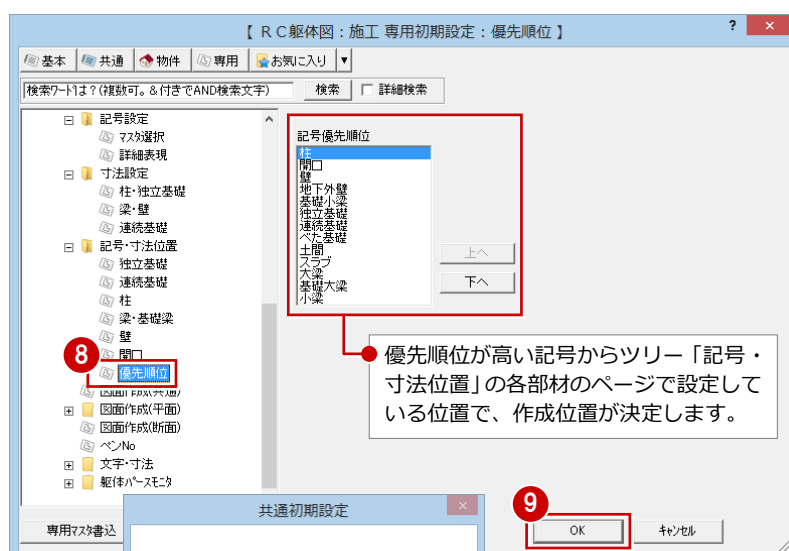 【 ＲＣ躯体図：施工 専用初期設定：優先順位 】
? ×
基本 共通 物件 専用 お気に入り ▼
検索ワードは？(複数可。＆付きでAND検索文字) 検索 詳細検索
記号設定
マスタ選択
詳細表現
寸法設定
柱・独立基礎
梁・壁
連続基礎
記号・寸法位置
独立基礎
連続基礎
柱
梁・基礎梁
壁
開口
8
優先順位
図面作成(共通)
図面作成(平面)
図面作成(断面)
ペンNo
文字・寸法
躯体パースモニタ
記号優先順位
柱
開口
壁
地下外壁
基礎小梁
独立基礎
連続基礎
べた基礎
土間
スラブ
大梁
基礎大梁
小梁
上へ
下へ
優先順位が高い記号からツリー「記号・
寸法位置」の各部材のページで設定して
いる位置で、作成位置が決定します。
専用マスタ書込
共通初期設定 ×
9
OK キャンセル